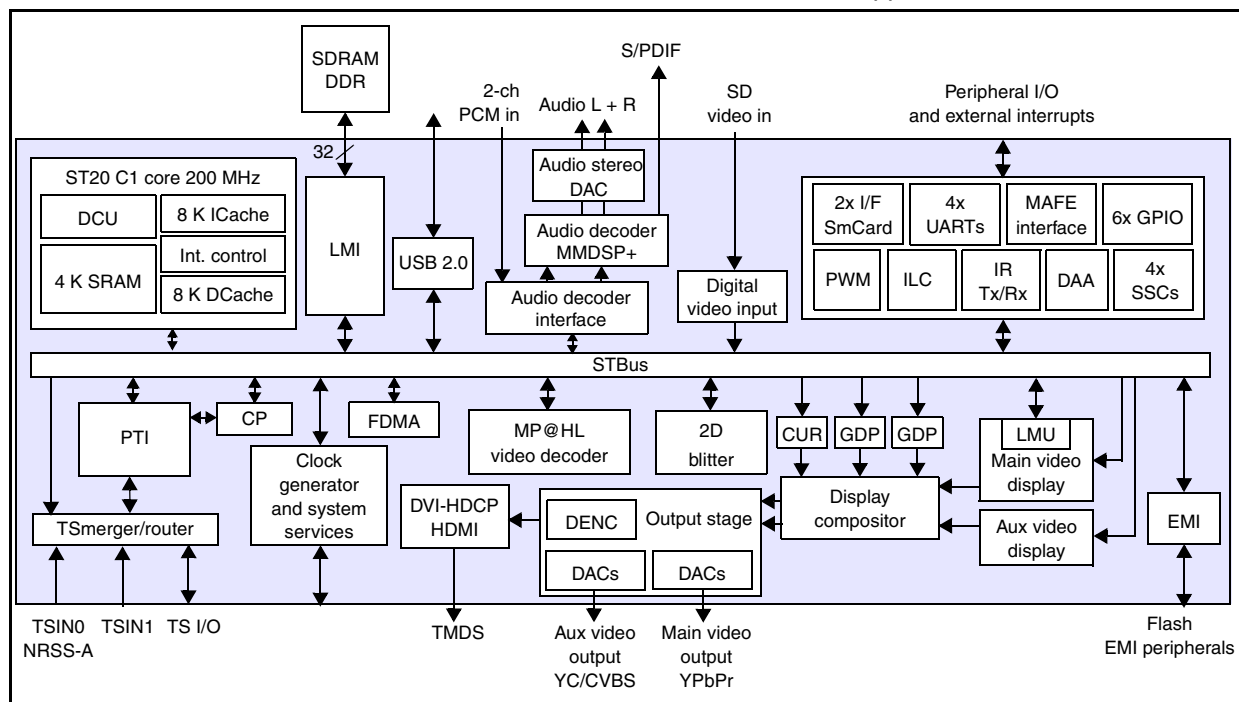 SDRAM
DDR
S/PDIF
2-ch
PCM in
Audio L + R
SD
video in
Peripheral I/O
and external interrupts
32
ST20 C1 core 200 MHz
DCU
8 K ICache
Int. control
4 K SRAM
8 K DCache
LMI
USB 2.0
Audio stereo
DAC
Audio decoder
MMDSP+
Audio decoder
interface
Digital
video input
2x I/F
SmCard
4x
UARTs
MAFE
interface
6x GPIO
PWM
ILC
IR
Tx/Rx
DAA
4x
SSCs
STBus
PTI
CP
FDMA
MP@HL
video decoder
2D
blitter
CUR
GDP
GDP
LMU
Main video
display
Clock
generator
and system
services
DVI-HDCP
HDMI
DENC
Output stage
Display
compositor
TSmerger/router
Aux video
display
EMI
DACs
DACs
TSIN0
NRSS-A
TSIN1
TS I/O
TMDS
Aux video
output
YC/CVBS
Main video
output
YPbPr
Flash
EMI peripherals